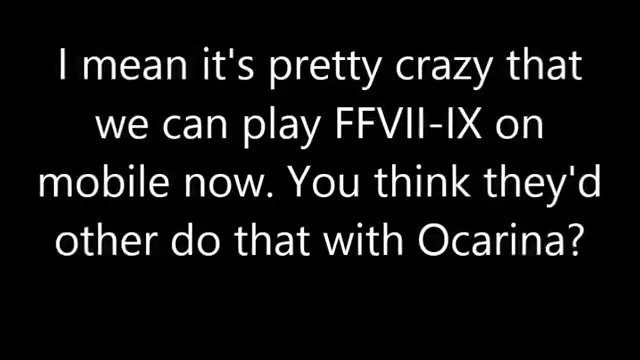 I mean it's pretty crazy that
we can play FFVII-IX on
mobile now. You think they'd
other do that with Ocarina?